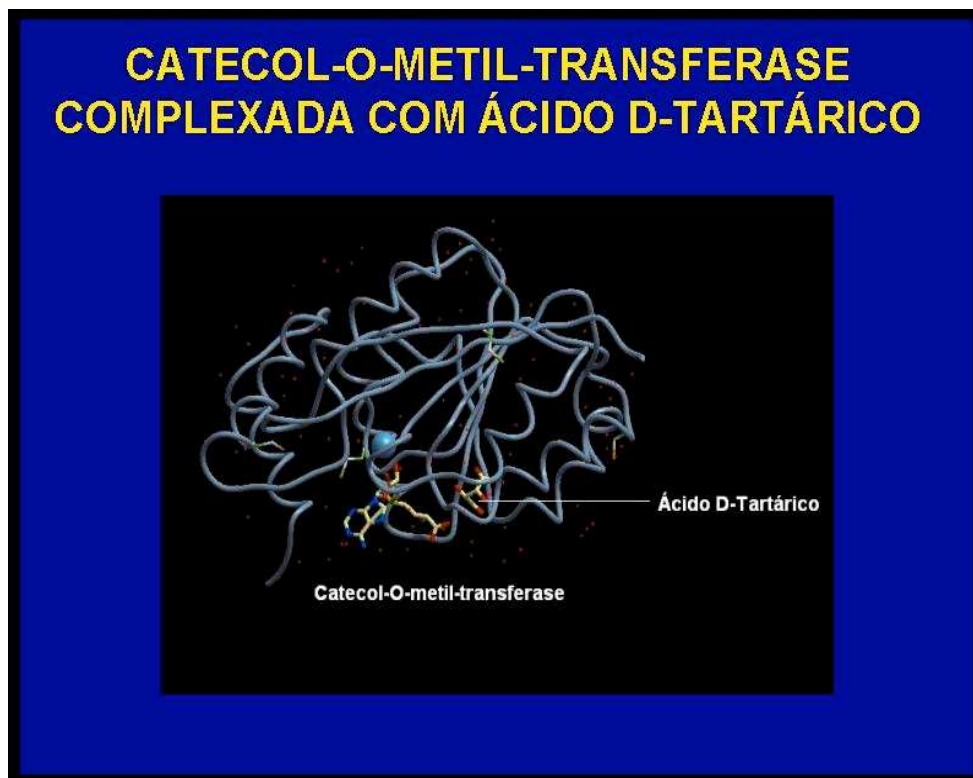 CATECOL-O-METIL-TRANSFERASE
COMPLEXADA COM ÁCIDO D-TARTÁRICO
Ácido D-Tartárico
Catecol-O-metil-transferase